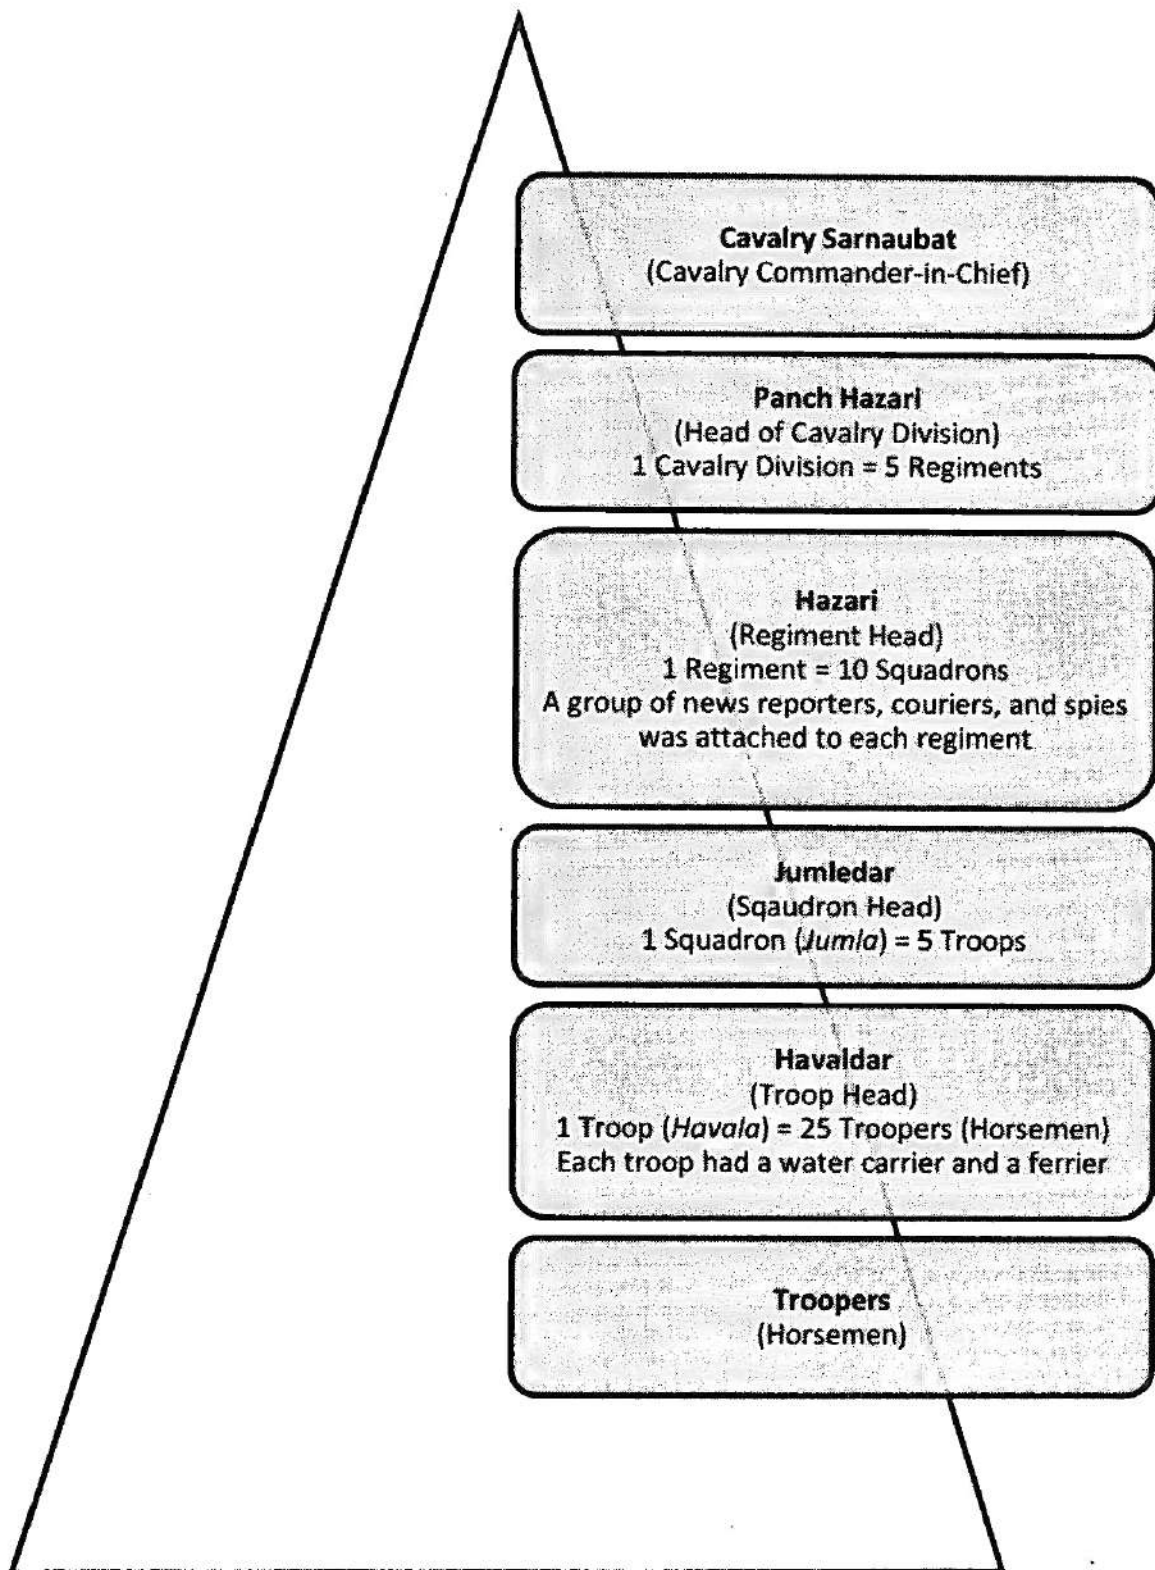 Cavalry Sarnaubat
(Cavalry Commander-in-Chief)
Panch Hazari
(Head of Cavalry Division)
1 Cavalry Division = 5 Regiments
Hazari
(Regiment Head)
1 Regiment = 10 Squadrons
A group of news reporters, couriers, and spies
was attached to each regiment
Jumledar
(Sqaudron Head)
1 Squadron (Jumla) = 5 Troops
Havaldar
(Troop Head)
1 Troop (Havala) = 25 Troopers (Horsemen)
Each troop had a water carrier and a ferrier
Troopers
(Horsemen)